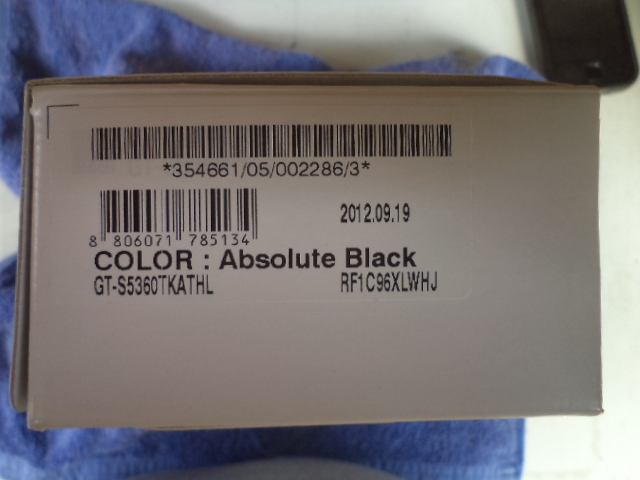 *354661/05/002286/3*
2012.09.19
8 806071 785134
COLOR : Absolute Black
GT-S5360TKATHL RF1C96XLWHJ